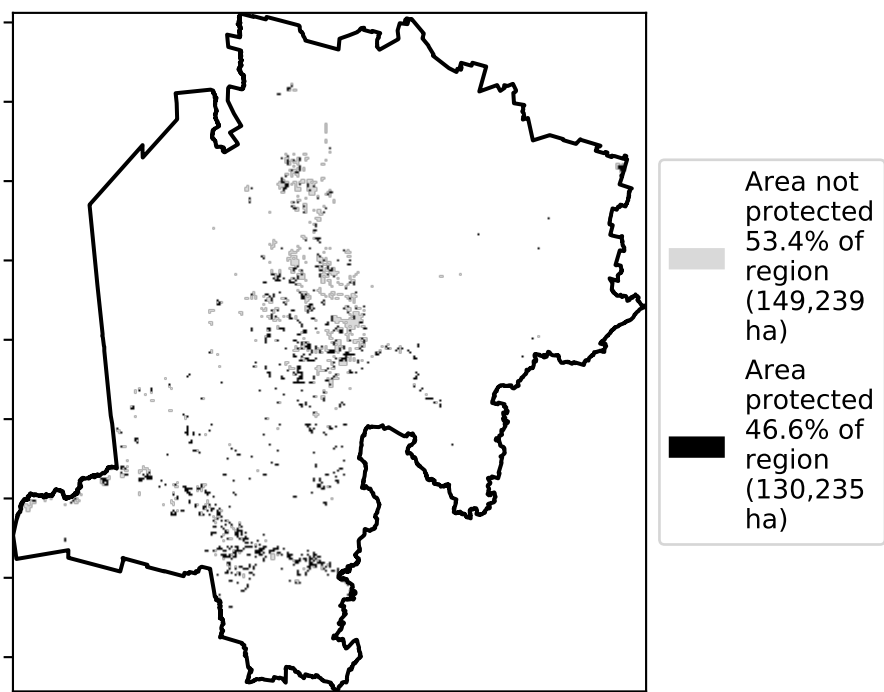 Area not
protected
53.4% of
region
(149,239
ha)
Area
protected
46.6% of
region
(130,235
ha)